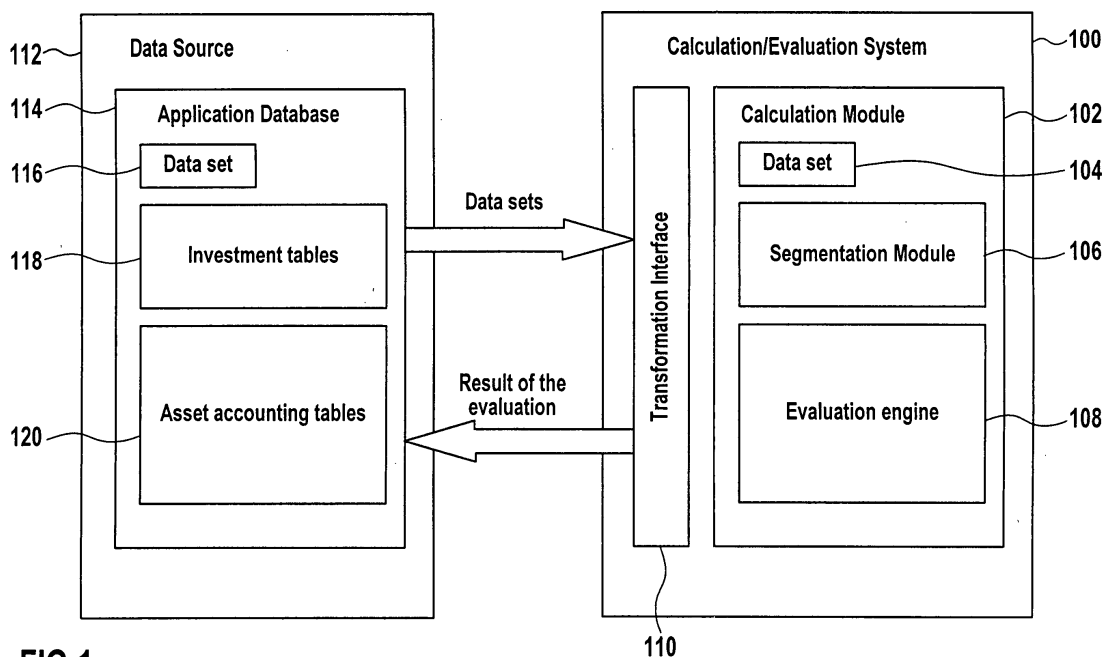 112
Data Source
Calculation/Evaluation System
100
114
Application Database
Calculation Module
102
116
Data set
Data set
104
Data sets
118
Investment tables
Transformation Interface
Segmentation Module
106
Result of the
evaluation
120
Asset accounting tables
Evaluation engine
108
110
FIG 1